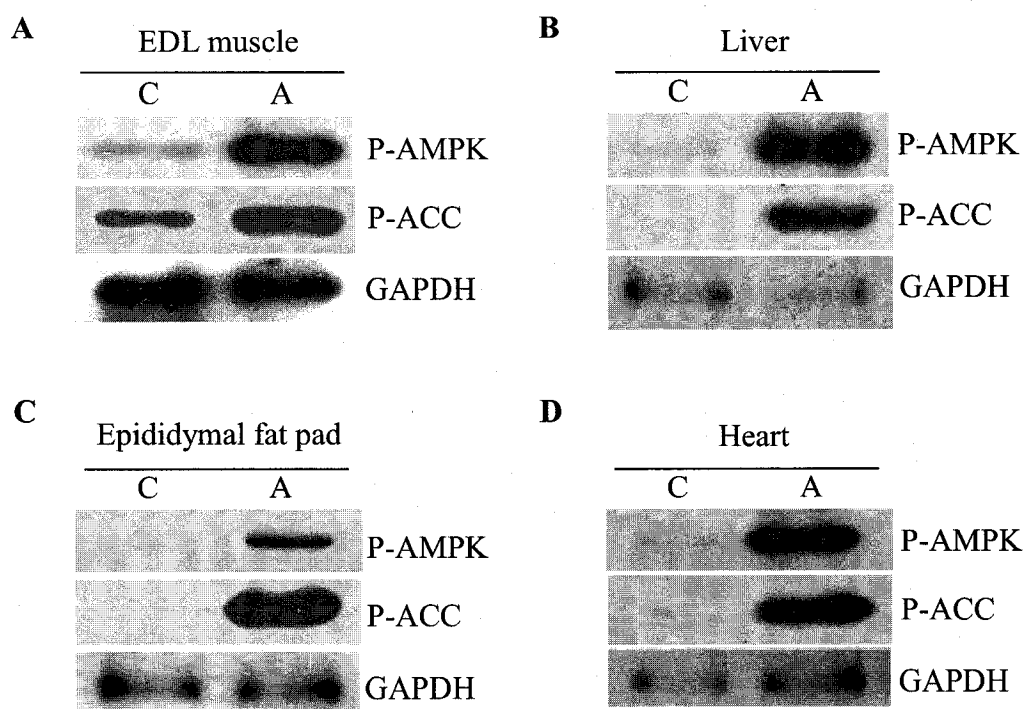 A
EDL muscle
C A
P-AMPK
P-ACC
GAPDH
B
Liver
C A
P-AMPK
P-ACC
GAPDH
C
Epididymal fat pad
C A
P-AMPK
P-ACC
GAPDH
D
Heart
C A
P-AMPK
P-ACC
GAPDH